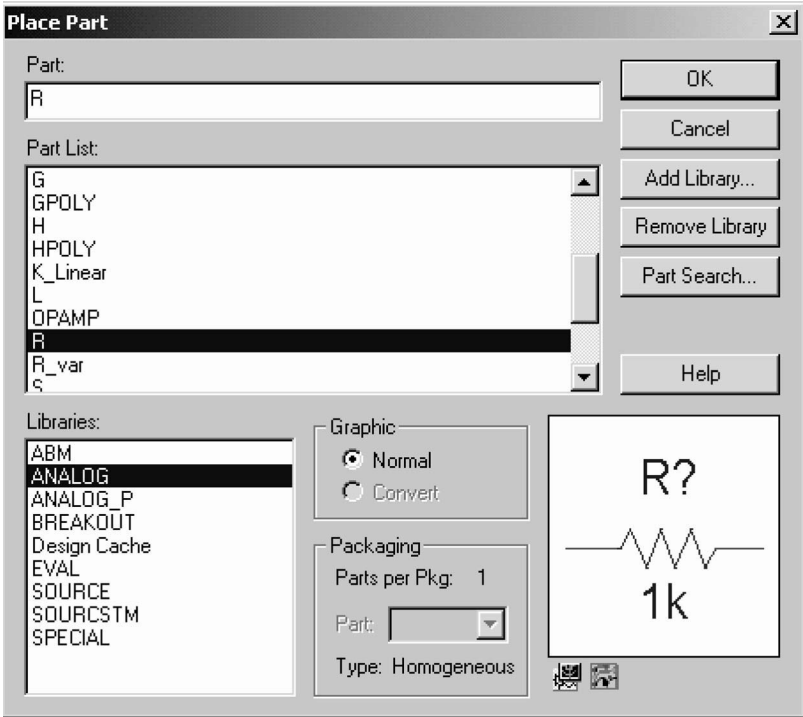 Place Part
Part:
R
OK
Cancel
Part List:
Add Library...
Remove Library
Part Search...
Help
G
GPOLY
H
HPOLY
K_Linear
L
OPAMP
R
R_var
S
Libraries:
ABM
ANALOG
ANALOG_P
BREAKOUT
Design Cache
EVAL
SOURCE
SOURCSTM
SPECIAL
Graphic
Normal
Convert
Packaging
Parts per Pkg: 1
Part:
Type: Homogeneous
R?
1k